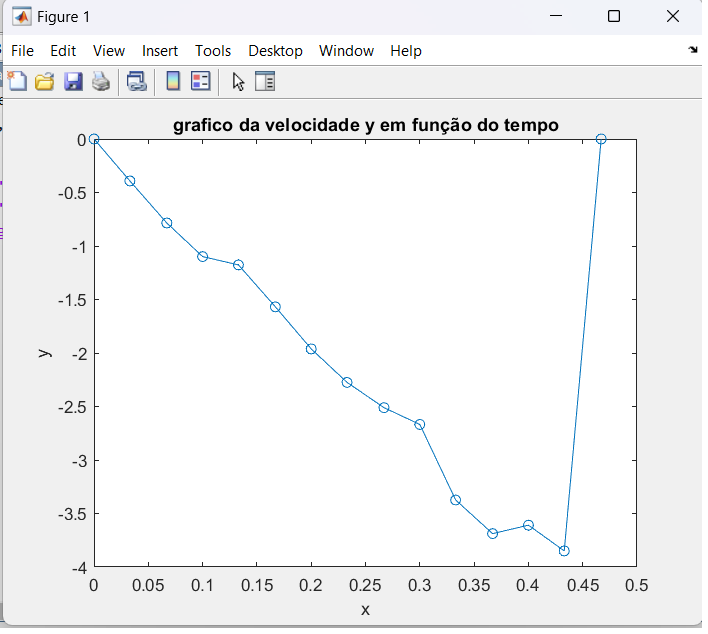 Figure 1
File Edit View Insert Tools Desktop Window Help
grafico da velocidade y em função do tempo
0
-0.5
-1
-1.5
-2
-2.5
-3
-3.5
-4
y
0 0.05 0.1 0.15 0.2 0.25 0.3 0.35 0.4 0.45 0.5
x